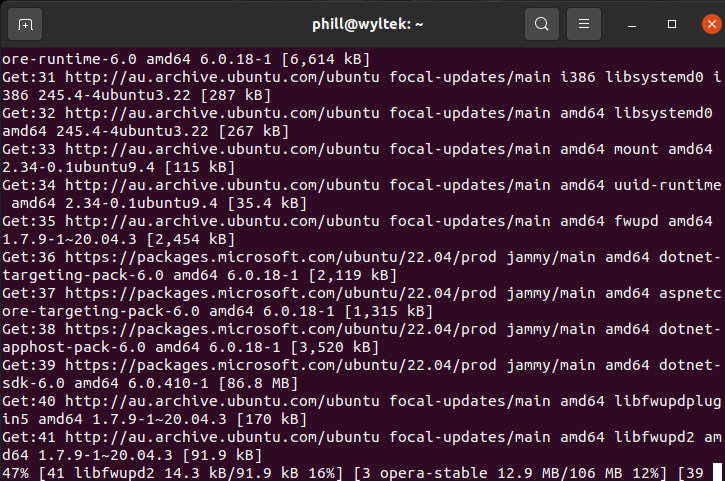 phill@wyltek: ~
ore-runtime-6.0 amd64 6.0.18-1 [6,614 kB]
Get:31 http://au.archive.ubuntu.com/ubuntu focal-updates/main i386 libsystemd0 i
386 245.4-4ubuntu3.22 [287 kB]
Get:32 http://au.archive.ubuntu.com/ubuntu focal-updates/main amd64 libsystemd0
amd64 245.4-4ubuntu3.22 [267 kB]
Get:33 http://au.archive.ubuntu.com/ubuntu focal-updates/main amd64 mount amd64
2.34-0.1ubuntu9.4 [115 kB]
Get:34 http://au.archive.ubuntu.com/ubuntu focal-updates/main amd64 uuid-runtime
 amd64 2.34-0.1ubuntu9.4 [35.4 kB]
Get:35 http://au.archive.ubuntu.com/ubuntu focal-updates/main amd64 fwupd amd64
1.7.9-1~20.04.3 [2,454 kB]
Get:36 https://packages.microsoft.com/ubuntu/22.04/prod jammy/main amd64 dotnet-
targeting-pack-6.0 amd64 6.0.18-1 [2,119 kB]
Get:37 https://packages.microsoft.com/ubuntu/22.04/prod jammy/main amd64 aspnetc
ore-targeting-pack-6.0 amd64 6.0.18-1 [1,315 kB]
Get:38 https://packages.microsoft.com/ubuntu/22.04/prod jammy/main amd64 dotnet-
apphost-pack-6.0 amd64 6.0.18-1 [3,520 kB]
Get:39 https://packages.microsoft.com/ubuntu/22.04/prod jammy/main amd64 dotnet-
sdk-6.0 amd64 6.0.410-1 [86.8 MB]
Get:40 http://au.archive.ubuntu.com/ubuntu focal-updates/main amd64 libfwupdplug
in5 amd64 1.7.9-1~20.04.3 [170 kB]
Get:41 http://au.archive.ubuntu.com/ubuntu focal-updates/main amd64 libfwupd2 am
d64 1.7.9-1~20.04.3 [91.9 kB]
47% [41 libfwupd2 14.3 kB/91.9 kB 16%] [3 opera-stable 12.9 MB/106 MB 12%] [39